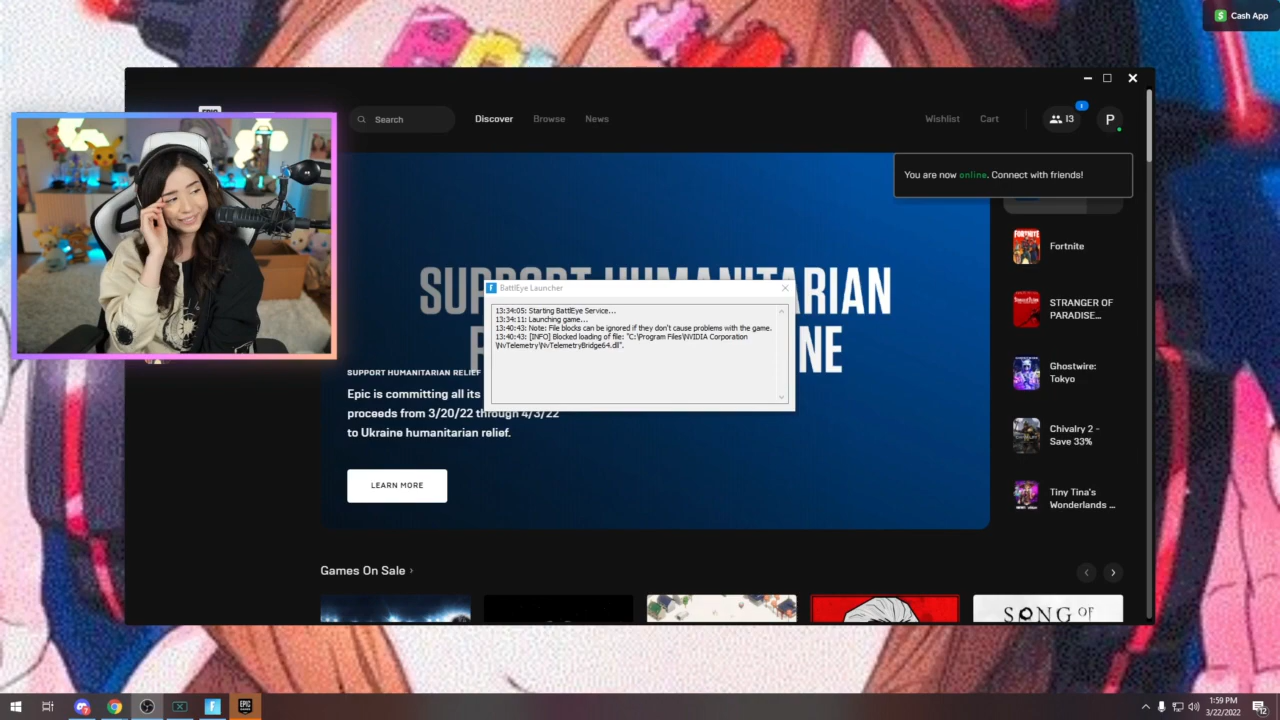 Cash App
EPIC
Search
Discover
Browse
News
Wishlist
Cart
1
13
P
You are now online. Connect with friends!
Fortnite
STRANGER OF
PARADISE...
Ghostwire:
Tokyo
Chivalry 2 -
Save 33%
Tiny Tina's
Wonderlands ...
SUPPORT HUMANITARIAN
NE
BattlEye Launcher
13:34:05: Starting BattlEye Service...
13:34:11: Launching game...
13:40:43: Note: File blocks can be ignored if they don't cause problems with the game.
13:40:43: [INFO] Blocked loading of file: "C:\Program Files\NVIDIA Corporation
\NvTelemetry\NvTelemetryBridge64.dll".
SUPPORT HUMANITARIAN RELIEF
Epic is committing all its
proceeds from 3/20/22 through 4/3/22
to Ukraine humanitarian relief.
LEARN MORE
Games On Sale
SONG OF
EPIC
GAMES
1:59 PM
3/22/2022
12